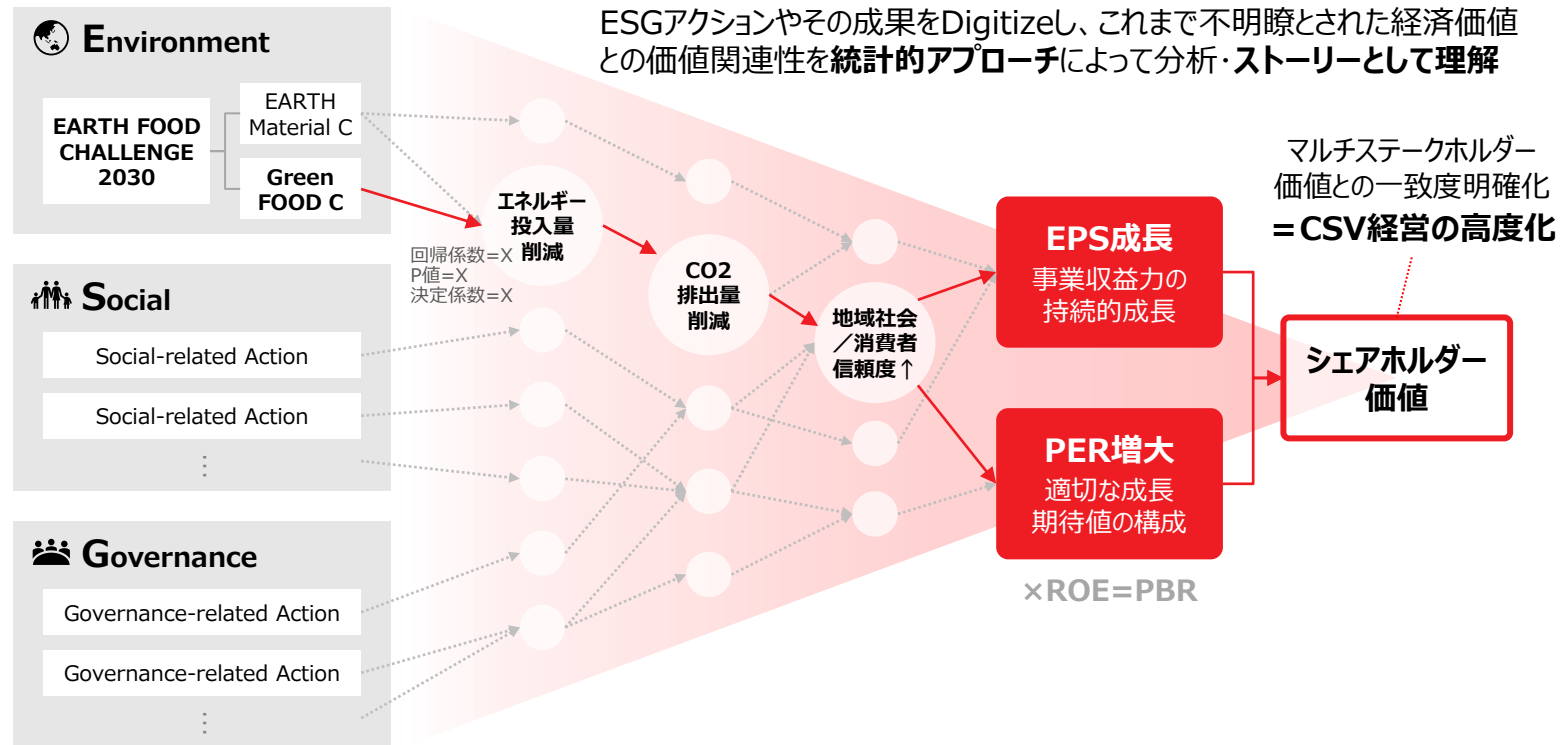 ESGアクションやその成果をDigitizeし、これまで不明瞭とされた経済価値
との価値関連性を統計的アプローチによって分析・ストーリーとして理解
Environment
EARTH FOOD
CHALLENGE
2030
EARTH
Material C
Green
FOOD C
Social
Social-related Action
Social-related Action
⋮
Governance
Governance-related Action
Governance-related Action
⋮
エネルギー
投入量
削減
回帰係数=X
P値=X
決定係数=X
CO2
排出量
削減
地域社会
／消費者
信頼度↑
EPS成長
事業収益力の
持続的成長
PER増大
適切な成長
期待値の構成
×ROE=PBR
マルチステークホルダー
価値との一致度明確化
=CSV経営の高度化
シェアホルダー
価値